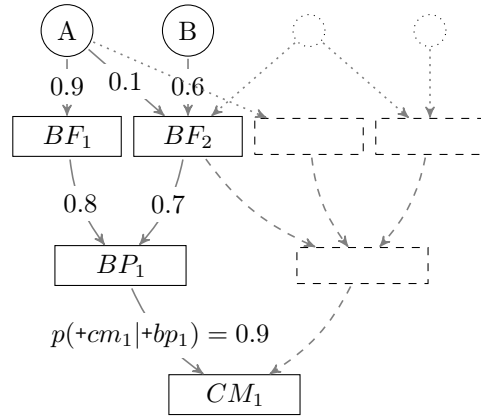 A B
0.9 0.1 0.6
BF₁ BF₂
0.8 0.7
BP₁
p(+cm₁|+bp₁) = 0.9
CM₁